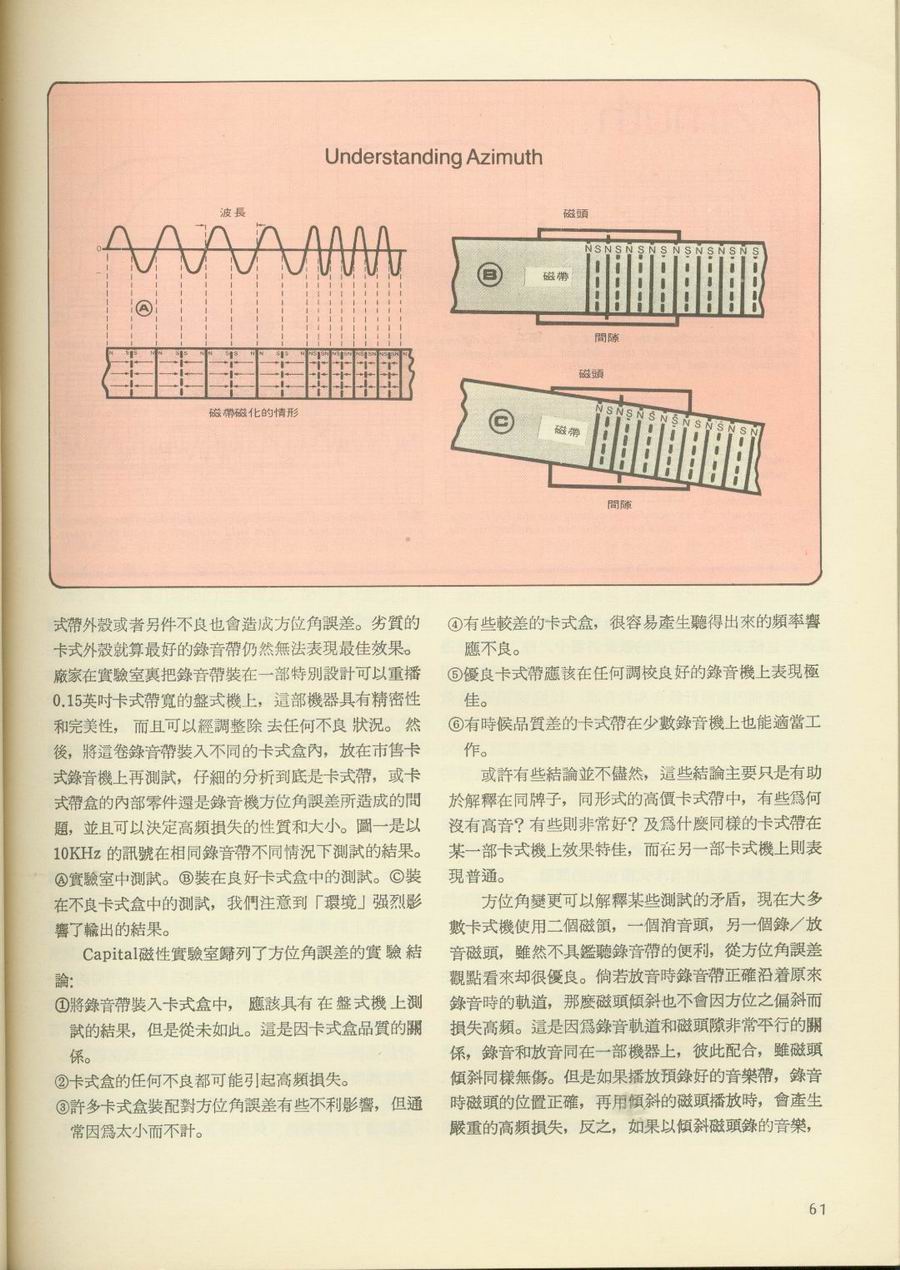 Understanding Azimuth
波長
0
Ⓐ
N S S N N S S N N S S N N S S N NS SN NS SN NS SN NS SN N
磁帶磁化的情形
磁頭
N S N S N S N S N S N S N S N S
Ⓑ 磁帶
間隙
磁頭
N S N S N S N S N S N S N S N
Ⓒ 磁帶
間隙
式帶外殼或者另件不良也會造成方位角誤差。劣質的
卡式外殼就算最好的錄音帶仍然無法表現最佳效果。
廠家在實驗室裏把錄音帶裝在一部特別設計可以重播
0.15英吋卡式帶寬的盤式機上，這部機器具有精密性
和完美性，而且可以經調整除去任何不良狀況。然
後，將這卷錄音帶裝入不同的卡式盒內，放在市售卡
式錄音機上再測試，仔細的分析到底是卡式帶，或卡
式帶盒的內部零件還是錄音機方位角誤差所造成的問
題，並且可以決定高頻損失的性質和大小。圖一是以
10KHz 的訊號在相同錄音帶不同情況下測試的結果。
Ⓐ實驗室中測試。Ⓑ裝在良好卡式盒中的測試。Ⓒ裝
在不良卡式盒中的測試，我們注意到「環境」强烈影
響了輸出的結果。
Capital磁性實驗室歸列了方位角誤差的實驗結
論：
①將錄音帶裝入卡式盒中，應該具有在盤式機上測
試的結果，但是從未如此。這是因卡式盒品質的關
係。
②卡式盒的任何不良都可能引起高頻損失。
③許多卡式盒裝配對方位角誤差有些不利影響，但通
常因爲太小而不計。
④有些較差的卡式盒，很容易產生聽得出來的頻率響
應不良。
⑤優良卡式帶應該在任何調校良好的錄音機上表現極
佳。
⑥有時候品質差的卡式帶在少數錄音機上也能適當工
作。
或許有些結論並不儘然，這些結論主要只是有助
於解釋在同牌子，同形式的高價卡式帶中，有些爲何
沒有高音？有些則非常好？及爲什麼同樣的卡式帶在
某一部卡式機上效果特佳，而在另一部卡式機上則表
現普通。
方位角變更可以解釋某些測試的矛盾，現在大多
數卡式機使用二個磁頭，一個消音頭，另一個錄／放
音磁頭，雖然不具鑑聽錄音帶的便利，從方位角誤差
觀點看來却很優良。倘若放音時錄音帶正確沿着原來
錄音時的軌道，那麼磁頭傾斜也不會因方位之偏斜而
損失高頻。這是因爲錄音軌道和磁頭隙非常平行的關
係，錄音和放音同在一部機器上，彼此配合，雖磁頭
傾斜同樣無傷。但是如果播放預錄好的音樂帶，錄音
時磁頭的位置正確，再用傾斜的磁頭播放時，會產生
嚴重的高頻損失，反之，如果以傾斜磁頭錄的音樂，
61